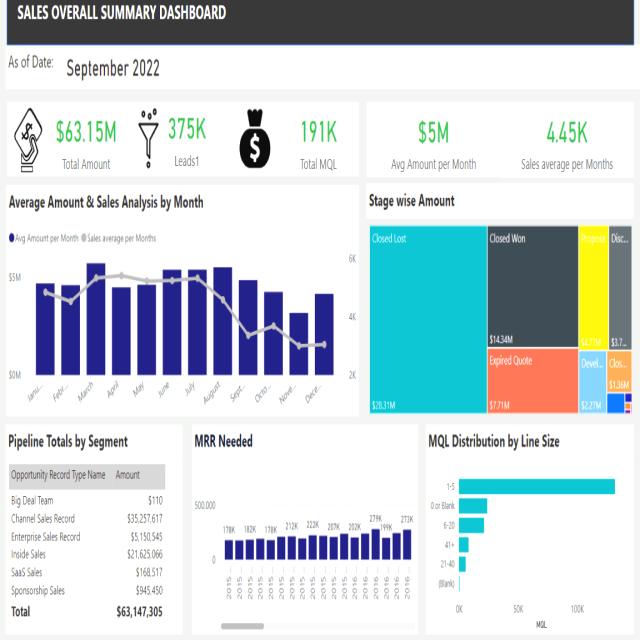 SALES OVERALL SUMMARY DASHBOARD
As of Date: September 2022
$63.15M
Total Amount
375K
Leads1
191K
Total MQL
$5M
Avg Amount per Month
4.45K
Sales average per Months
Average Amount & Sales Analysis by Month
Avg Amount per Month Sales average per Months
$5M
$0M
6K
4K
2K
Janu... Febr... March April May June July August Sept... Octo... Nove... Dece...
Stage wise Amount
Closed Lost
$28.31M
Closed Won
$14.34M
Expired Quote
$7.71M
Disc...
$3.7...
Devel...
$2.27M
Clos...
$1.36M
Pipeline Totals by Segment
Opportunity Record Type Name Amount
Big Deal Team $110
Channel Sales Record $35,257,617
Enterprise Sales Record $5,150,545
Inside Sales $21,625,066
SaaS Sales $168,517
Sponsorship Sales $945,450
Total $63,147,305
MRR Needed
500.000
0
178K 182K 178K 212K 222K 207K 202K 279K 199K 273K
2015 ... 2015 ... 2015 ... 2015 ... 2015 ... 2015 ... 2015 ... 2015 ... 2015 ... 2015 ... 2015 ... 2016 ... 2016 ... 2016 ... 2016 ... 2016 ... 2016 ... 2016 ...
MQL Distribution by Line Size
1-5
0 or Blank
6-20
41+
21-40
(Blank)
0K 50K 100K
MQL